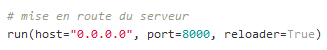 # mise en route du serveur
run(host="0.0.0.0", port=8000, reloader=True)